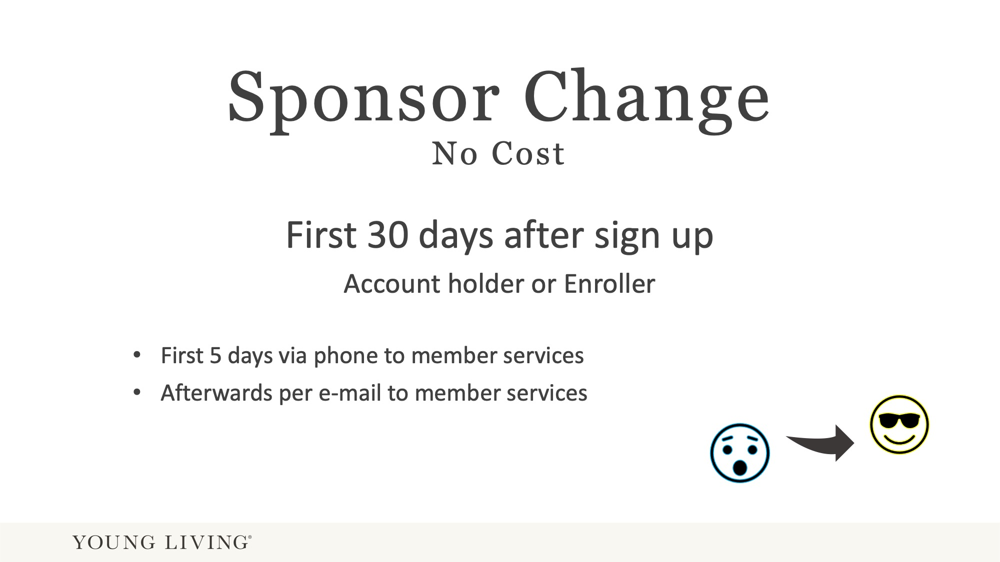 Sponsor Change
No Cost
First 30 days after sign up
Account holder or Enroller
• First 5 days via phone to member services
• Afterwards per e-mail to member services
YOUNG LIVING®